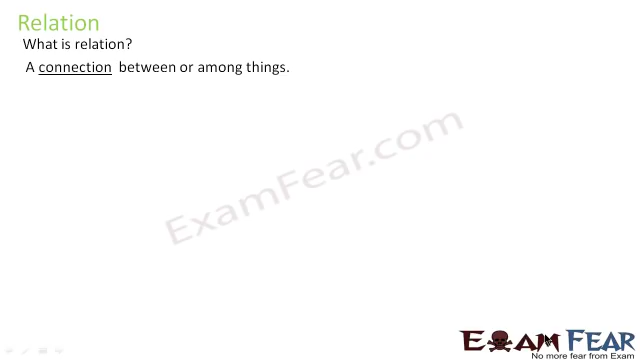 Relation
What is relation?
A connection between or among things.
ExamFear.com
EXAM FEAR
No more fear from Exam